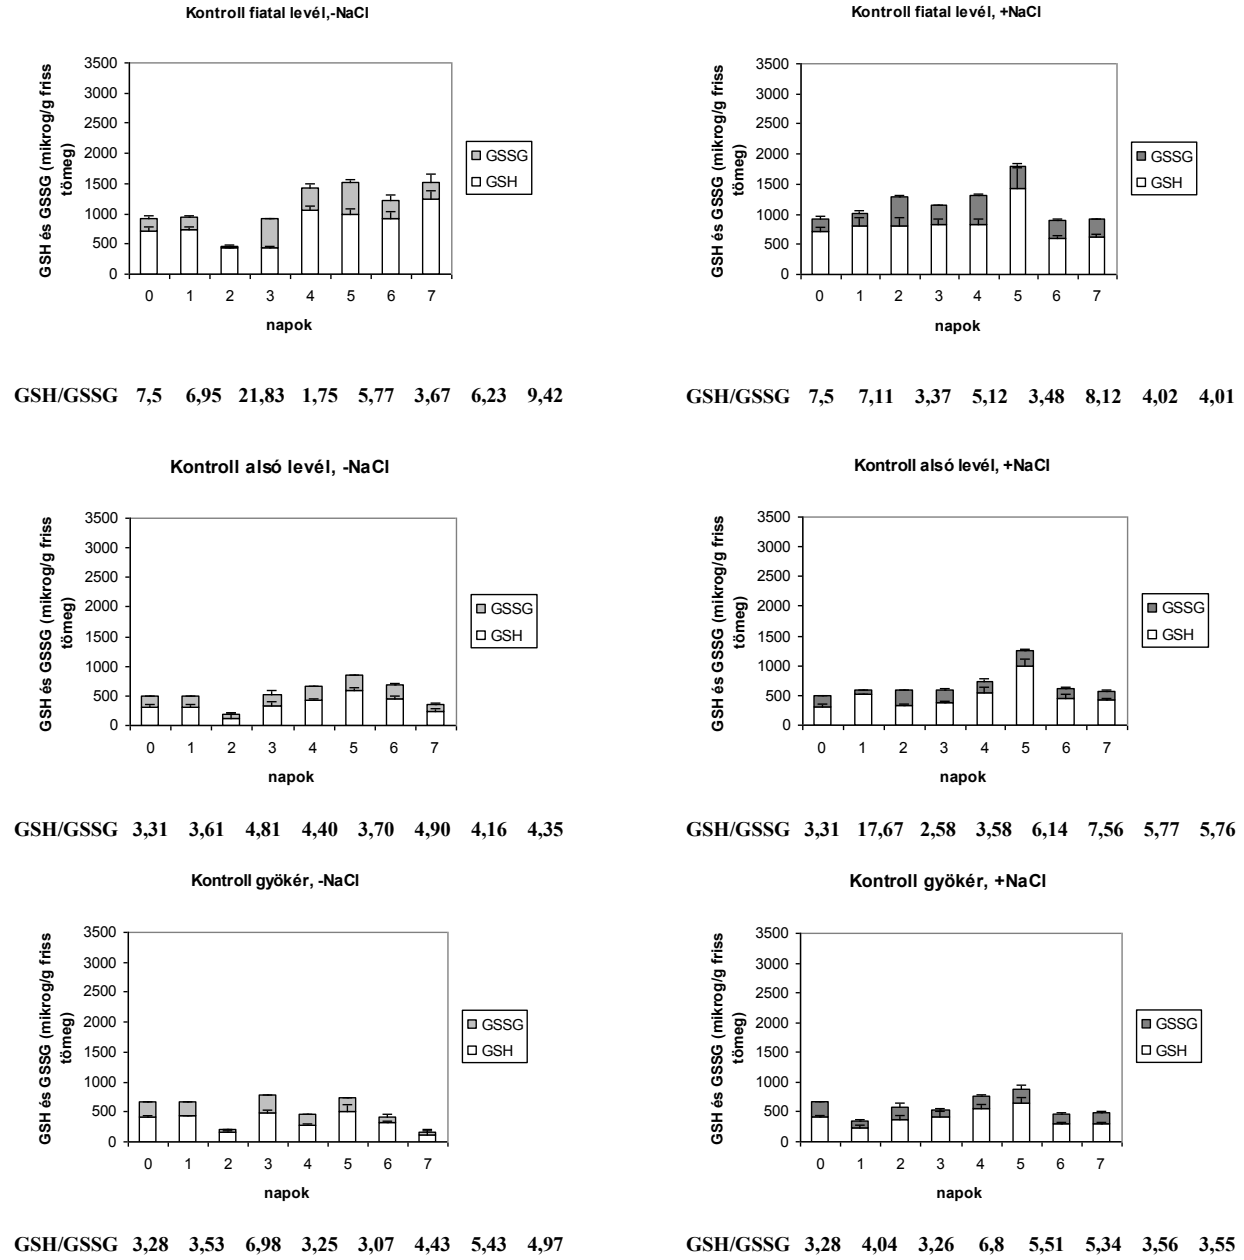 Kontroll fiatal levél,-NaCl
GSH és GSSG (mikrog/g friss
tömeg)
3500
3000
2500
2000
1500
1000
500
0
0 1 2 3 4 5 6 7
napok
GSSG
GSH
GSH/GSSG 7,5 6,95 21,83 1,75 5,77 3,67 6,23 9,42
Kontroll fiatal levél, +NaCl
GSH és GSSG (mikrog/g friss
tömeg)
3500
3000
2500
2000
1500
1000
500
0
0 1 2 3 4 5 6 7
napok
GSSG
GSH
GSH/GSSG 7,5 7,11 3,37 5,12 3,48 8,12 4,02 4,01
Kontroll alsó levél, -NaCl
GSH és GSSG (mikrog/g friss
tömeg)
3500
3000
2500
2000
1500
1000
500
0
0 1 2 3 4 5 6 7
napok
GSSG
GSH
GSH/GSSG 3,31 3,61 4,81 4,40 3,70 4,90 4,16 4,35
Kontroll alsó levél, +NaCl
GSH és GSSG (mikrog/g friss
tömeg)
3500
3000
2500
2000
1500
1000
500
0
0 1 2 3 4 5 6 7
napok
GSSG
GSH
GSH/GSSG 3,31 17,67 2,58 3,58 6,14 7,56 5,77 5,76
Kontroll gyökér, -NaCl
GSH és GSSG (mikrog/g friss
tömeg)
3500
3000
2500
2000
1500
1000
500
0
0 1 2 3 4 5 6 7
napok
GSSG
GSH
GSH/GSSG 3,28 3,53 6,98 3,25 3,07 4,43 5,43 4,97
Kontroll gyökér, +NaCl
GSH és GSSG (mikrog/g friss
tömeg)
3500
3000
2500
2000
1500
1000
500
0
0 1 2 3 4 5 6 7
napok
GSSG
GSH
GSH/GSSG 3,28 4,04 3,26 6,8 5,51 5,34 3,56 3,55